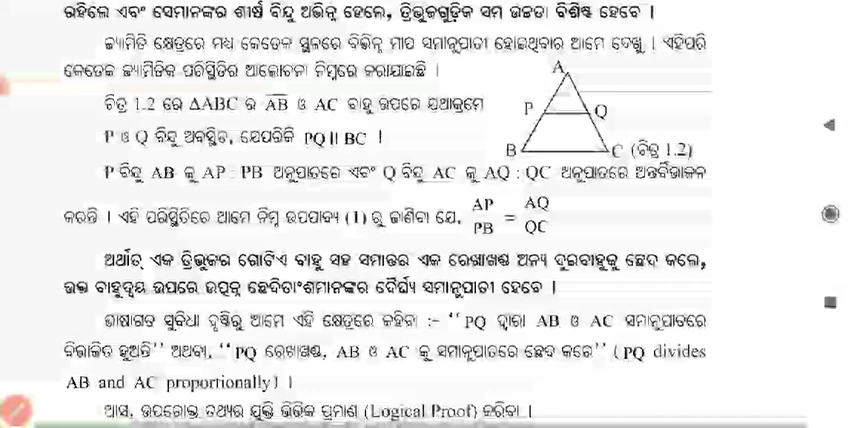 ରହିଲେ ଏବଂ ସେମାନଙ୍କର ଶୀର୍ଷ ବିନ୍ଦୁ ଅଭିନ୍ନ ହେଲେ, ତ୍ରିଭୁଜଗୁଡ଼ିକ ସମ ଉଚ୍ଚତା ବିଶିଷ୍ଟ ହେବେ ।
ଜ୍ୟାମିତି କ୍ଷେତ୍ରରେ ମଧ୍ୟ କେତେକ ସ୍ଥଳରେ ବିଭିନ୍ନ ମାପ ସମାନୁପାତୀ ହୋଇଥିବାର ଆମେ ଦେଖୁ । ଏହିପରି
କେତେକ ଜ୍ୟାମିତିକ ପରିସ୍ଥିତିର ଆଲୋଚନା ନିମ୍ନରେ କରାଯାଇଛି ।
ଚିତ୍ର 1.2 ରେ ΔABC ର AB ଓ AC ବାହୁ ଉପରେ ଯଥାକ୍ରମେ
P ଓ Q ବିନ୍ଦୁ ଅବସ୍ଥିତ, ଯେପରିକି PQ || BC ।
A
P Q
B C (ଚିତ୍ର 1.2)
P ବିନ୍ଦୁ AB କୁ AP : PB ଅନୁପାତରେ ଏବଂ Q ବିନ୍ଦୁ AC କୁ AQ : QC ଅନୁପାତରେ ଅନ୍ତର୍ବିଭାଜନ
କରନ୍ତି । ଏହି ପରିସ୍ଥିତିରେ ଆମେ ନିମ୍ନ ଉପପାଦ୍ୟ (1) ରୁ ଜାଣିବା ଯେ, AP/PB = AQ/QC
ଅର୍ଥାତ୍ ଏକ ତ୍ରିଭୁଜର ଗୋଟିଏ ବାହୁ ସହ ସମାନ୍ତର ଏକ ରେଖାଖଣ୍ଡ ଅନ୍ୟ ଦୁଇବାହୁକୁ ଛେଦ କଲେ,
ଉକ୍ତ ବାହୁଦ୍ୱୟ ଉପରେ ଉତ୍ପନ୍ନ ଛେଦିତାଂଶମାନଙ୍କର ଦୈର୍ଘ୍ୟ ସମାନୁପାତୀ ହେବେ ।
ଭାଷାଗତ ସୁବିଧା ଦୃଷ୍ଟିରୁ ଆମେ ଏହି କ୍ଷେତ୍ରରେ କହିବା :- “PQ ଦ୍ୱାରା AB ଓ AC ସମାନୁପାତରେ
ବିଭାଜିତ ହୁଅନ୍ତି” ଅଥବା, “PQ ରେଖାଖଣ୍ଡ, AB ଓ AC କୁ ସମାନୁପାତରେ ଛେଦ କରେ” (PQ divides
AB and AC proportionally) ।
ଆସ, ଉପରୋକ୍ତ ତଥ୍ୟର ଯୁକ୍ତି ଭିତ୍ତିକ ପ୍ରମାଣ (Logical Proof) କରିବା ।